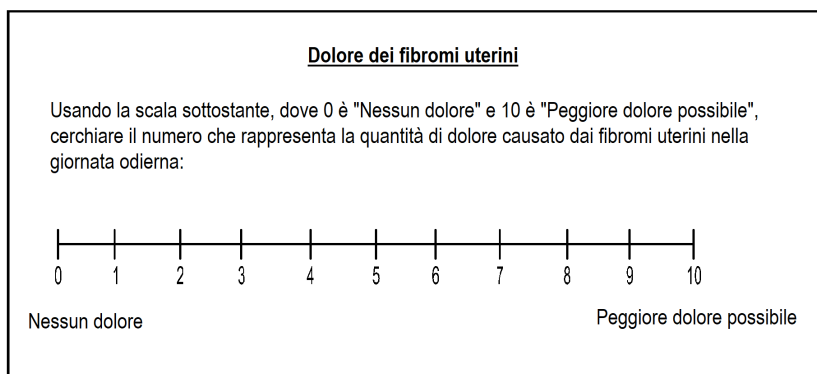 Dolore dei fibromi uterini
Usando la scala sottostante, dove 0 è "Nessun dolore" e 10 è "Peggiore dolore possibile",
cerchiare il numero che rappresenta la quantità di dolore causato dai fibromi uterini nella
giornata odierna:
0 1 2 3 4 5 6 7 8 9 10
Nessun dolore Peggiore dolore possibile